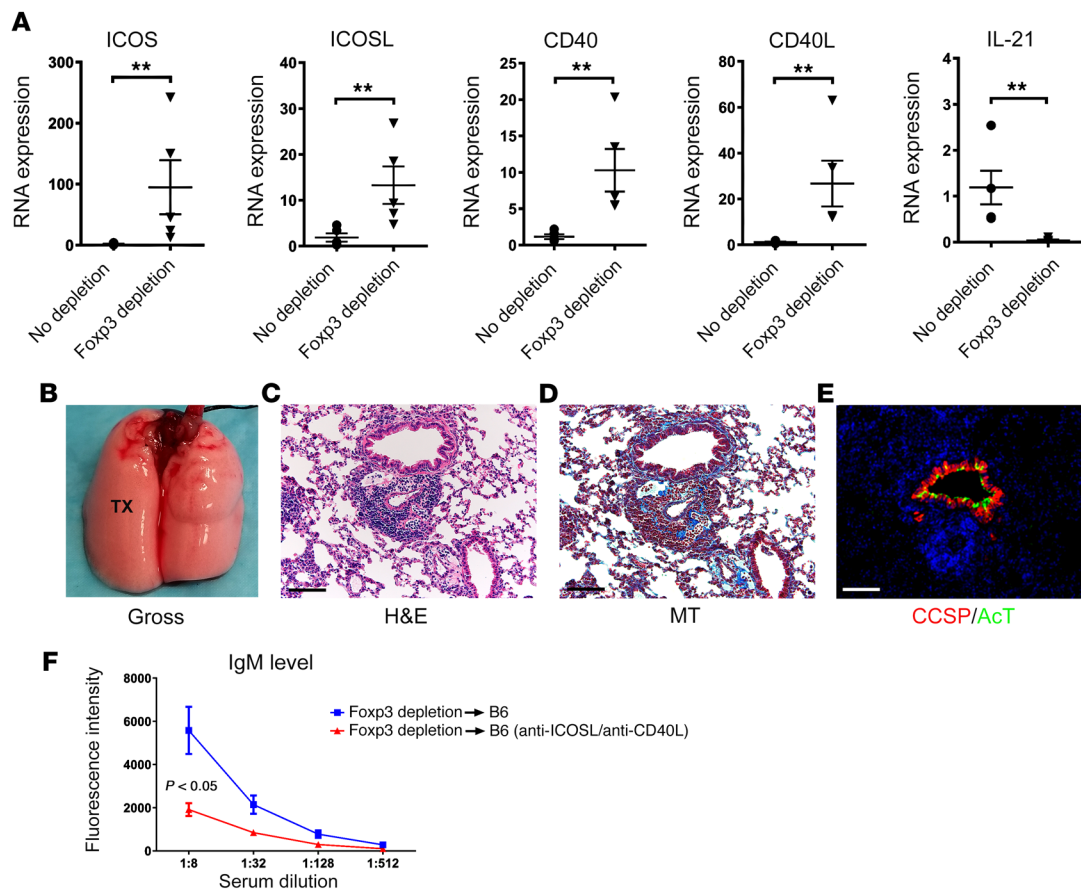 A
ICOS
ICOSL
CD40
CD40L
IL-21
**
**
**
**
**
RNA expression
300
200
100
0
No depletion
Foxp3 depletion
RNA expression
40
30
20
10
0
No depletion
Foxp3 depletion
RNA expression
25
20
15
10
5
0
No depletion
Foxp3 depletion
RNA expression
80
60
40
20
0
No depletion
Foxp3 depletion
RNA expression
4
3
2
1
0
No depletion
Foxp3 depletion
B
TX
Gross
C
H&E
D
MT
E
CCSP/AcT
F
IgM level
Fluorescence intensity
8000
6000
4000
2000
0
P < 0.05
Foxp3 depletion → B6
Foxp3 depletion → B6 (anti-ICOSL/anti-CD40L)
1:8 1:32 1:128 1:512
Serum dilution